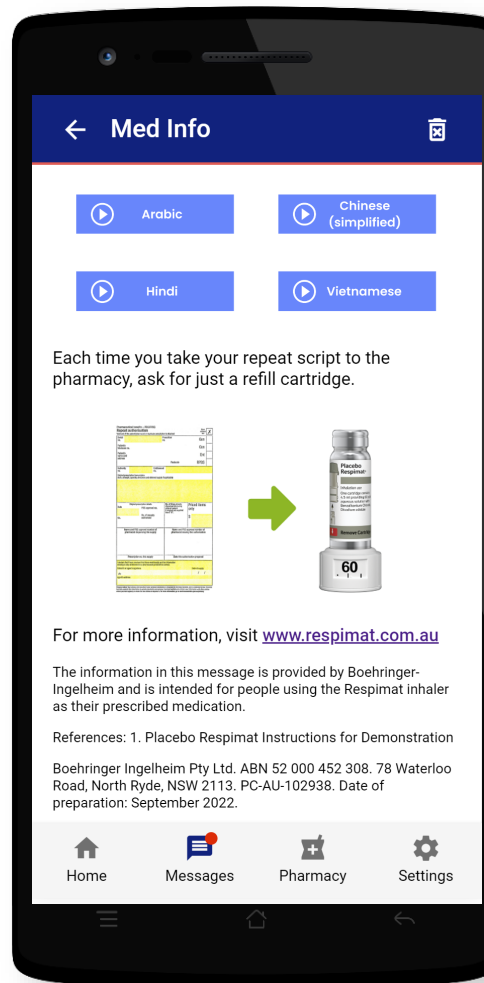 Med Info
Arabic
Chinese
(simplified)
Hindi
Vietnamese
Each time you take your repeat script to the
pharmacy, ask for just a refill cartridge.
Repeat authorisation
Placebo
Respimat
Remove Cartridge
60
For more information, visit www.respimat.com.au
The information in this message is provided by Boehringer-
Ingelheim and is intended for people using the Respimat inhaler
as their prescribed medication.
References: 1. Placebo Respimat Instructions for Demonstration
Boehringer Ingelheim Pty Ltd. ABN 52 000 452 308. 78 Waterloo
Road, North Ryde, NSW 2113. PC-AU-102938. Date of
preparation: September 2022.
Home
Messages
Pharmacy
Settings